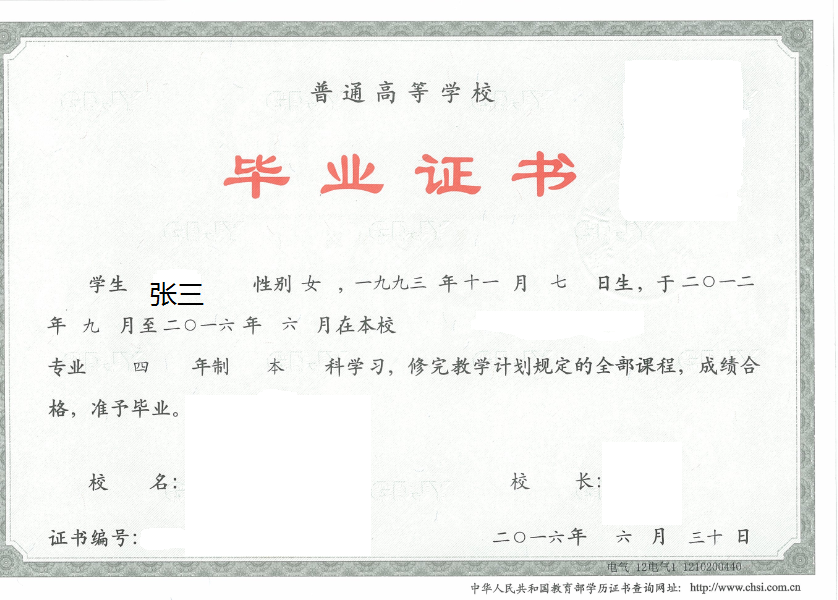 普通高等学校
毕业证书
学生 张三 性别 女 ，一九九三 年 十一 月 七 日生，于 二〇一二
年 九 月至 二〇一六 年 六 月在本校
专业 四 年制 本 科学习，修完教学计划规定的全部课程，成绩合
格，准予毕业。
校 名： 校 长：
证书编号： 二〇一六年 六 月 三十 日
电气 12电气1 1210200440
中华人民共和国教育部学历证书查询网址： http://www.chsi.com.cn